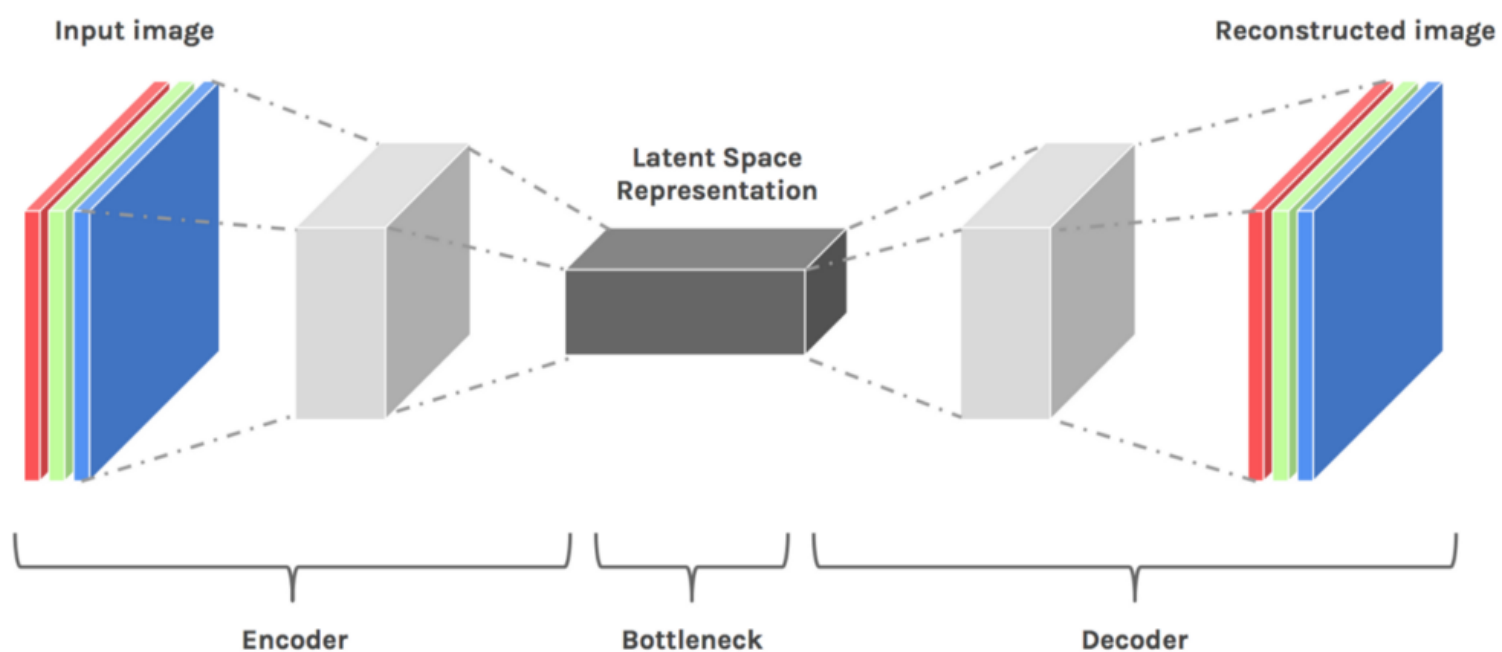 Input image
Reconstructed image
Latent Space
Representation
Encoder
Bottleneck
Decoder